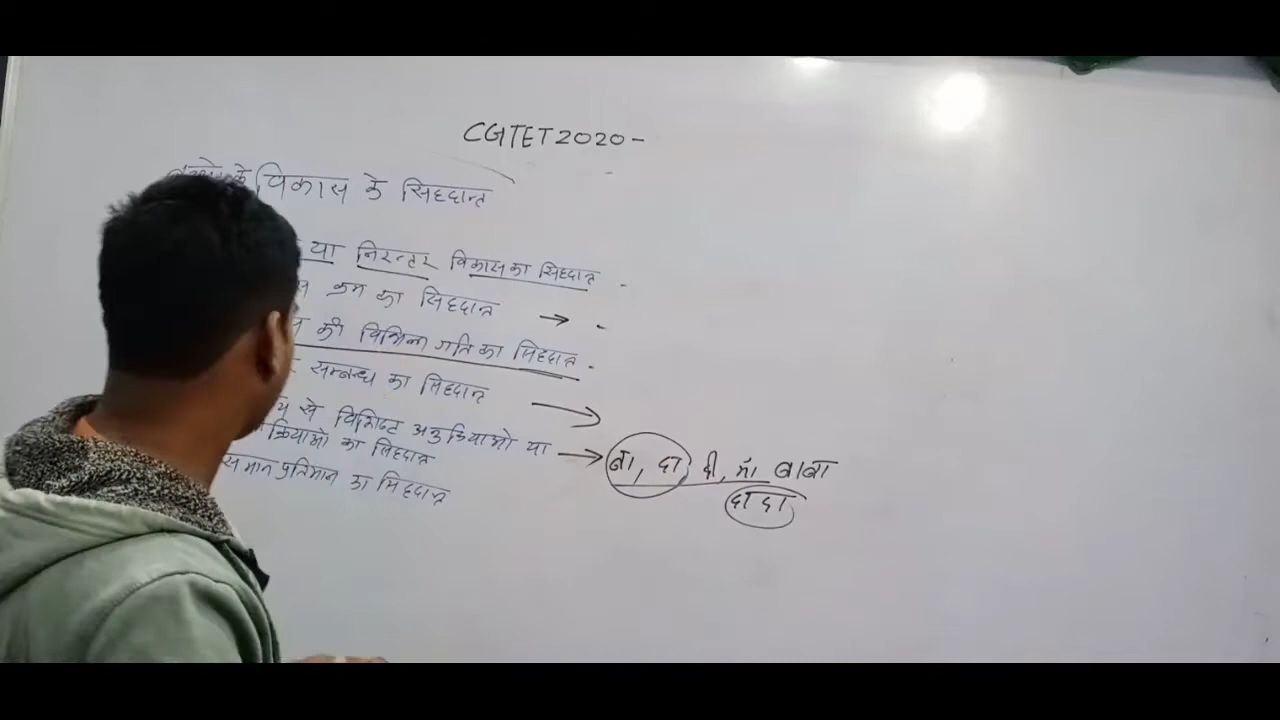 CGTET2020-
के विकास के सिद्दान्त
या निरन्तर विकास का सिद्दान्त
क्रम का सिद्दान्त →
की विभिन्न गति का सिद्दान्त
सम्बन्ध का सिद्दान्त →
से विशिष्ट अनुक्रियाओ या → बा, दा, दी, माँ बाबा
क्रियाओ का सिद्दान्त
दादा
समान प्रतिमान का सिद्दान्त